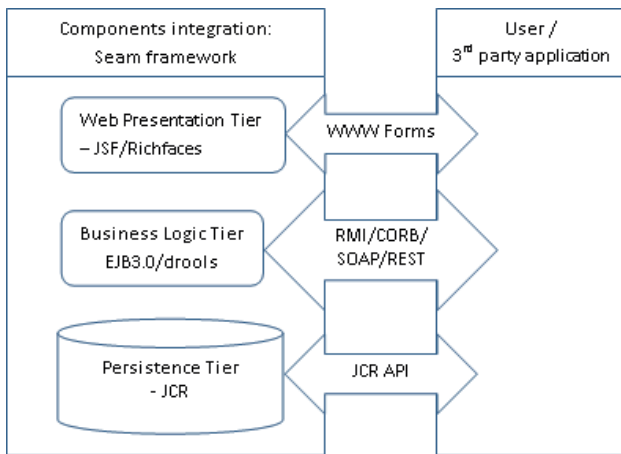 Components integration:
Seam framework
User /
3rd party application
Web Presentation Tier
– JSF/Richfaces
WWW Forms
Business Logic Tier
EJB3.0/drools
RMI/CORB/
SOAP/REST
Persistence Tier
- JCR
JCR API